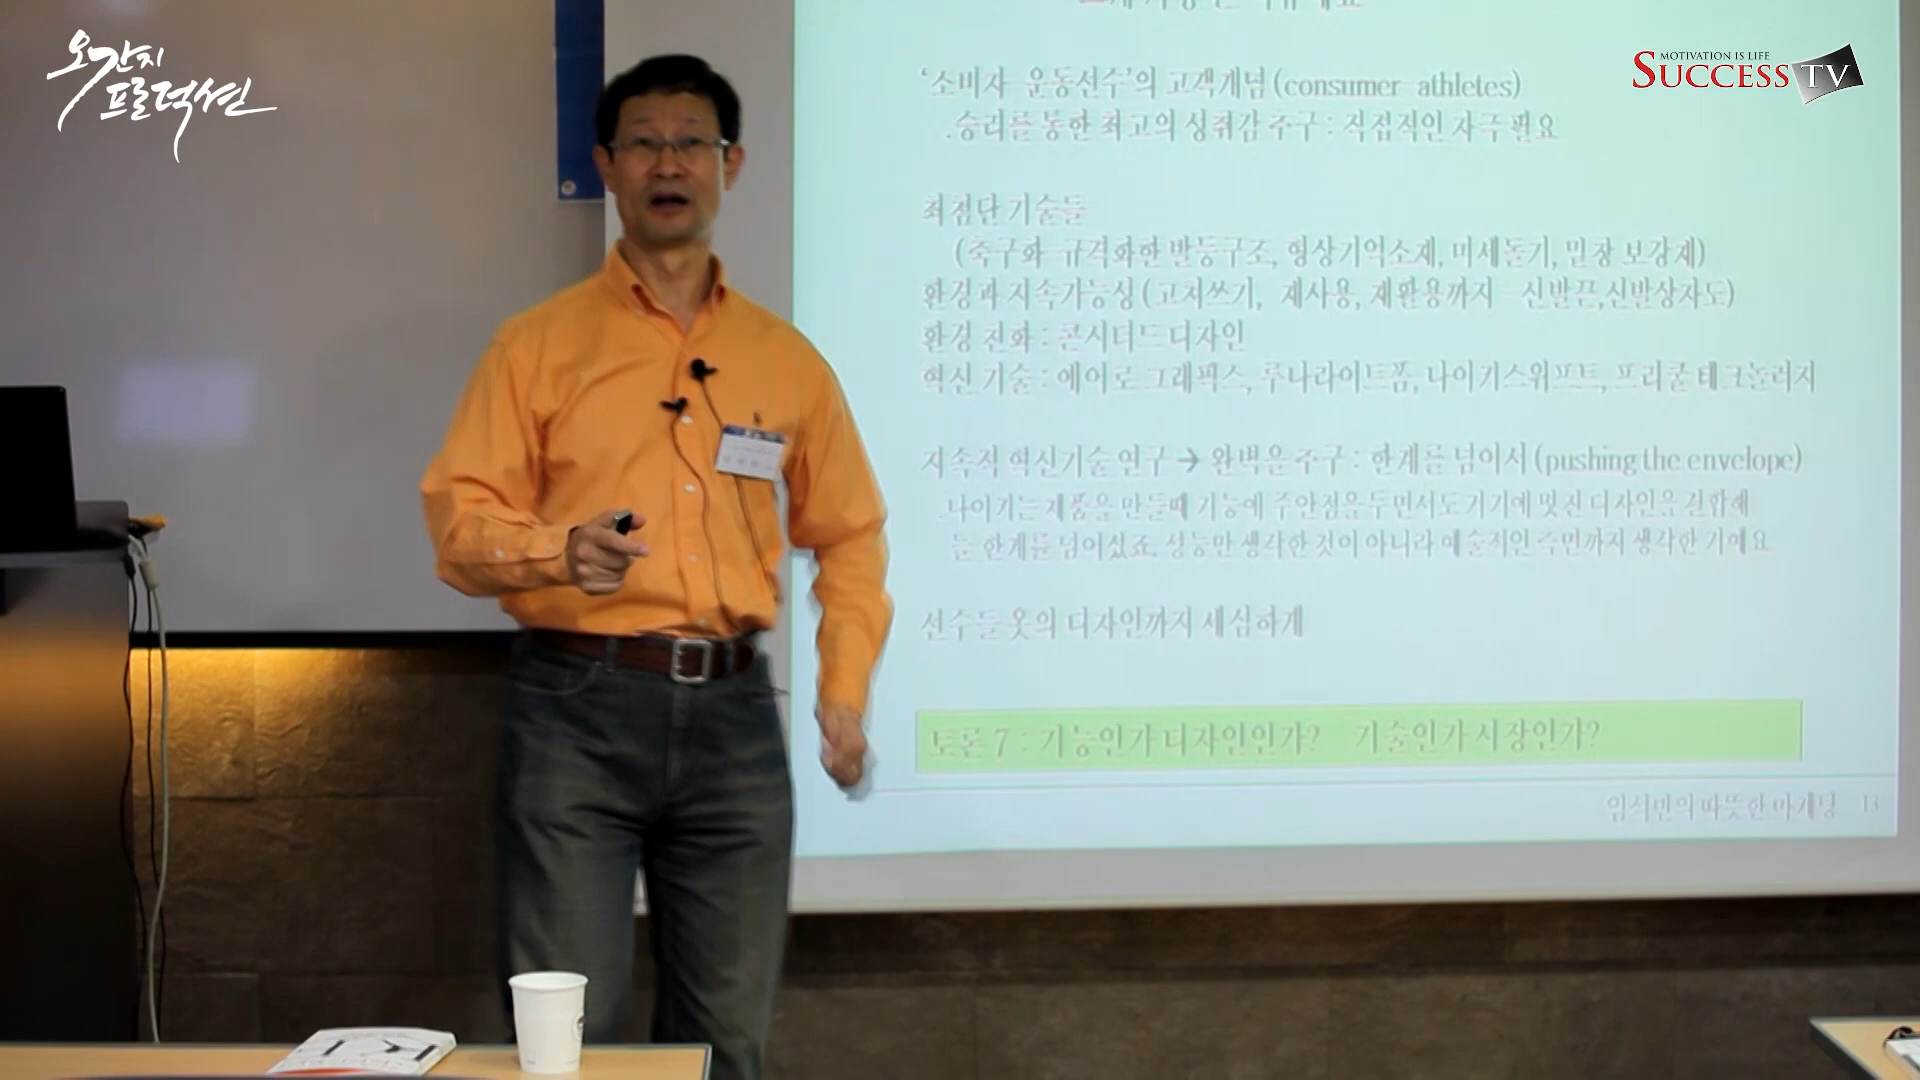 오가지
프로덕션
MOTIVATION IS LIFE
SUCCESS TV
'소비자 운동선수'의 고객개념 (consumer athletes)
.승리를 통한 최고의 성취감 추구 : 직접적인 자극 필요
최첨단 기술들
(축구화 규격화한 발등구조, 형상기억소재, 미세돌기, 밑창 보강재)
환경과 지속가능성 (고쳐쓰기, 재사용, 재활용까지 신발끈,신발상자도)
환경 친화 : 콘시더드 디자인
혁신 기술 : 에어로 그래픽스, 루나라이트폼, 나이키스위프트, 프리쿨 테크놀러지
지속적 혁신기술 연구 → 완벽을 추구 : 한계를 넘어서 (pushing the envelope)
.나이키는 제품을 만들때 기능에 주안점을 두면서도 거기에 멋진 디자인을 결합해
늘 한계를 넘어섰죠. 성능만 생각한 것이 아니라 예술적인 측면까지 생각한 거예요
선수들 옷의 디자인까지 세심하게
토론 7 : 기능인가 디자인인가? 기술인가 시장인가?
임석빈의 따뜻한 마케팅 13